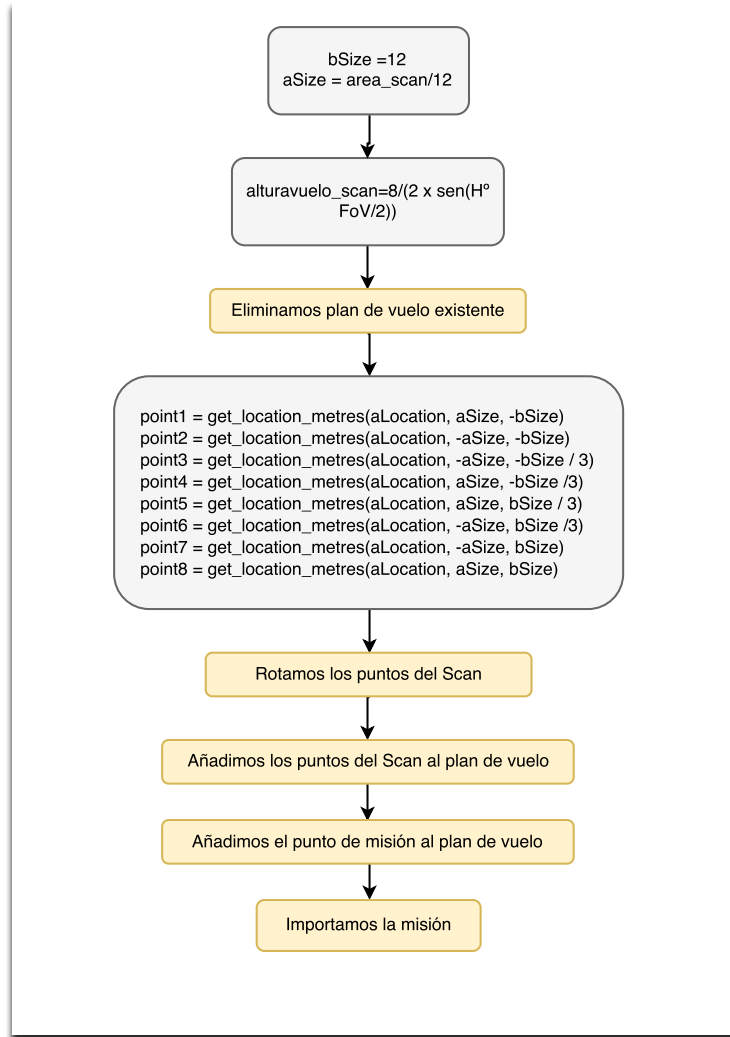 bSize =12
aSize = area_scan/12
alturavuelo_scan=8/(2 x sen(Hº
FoV/2))
Eliminamos plan de vuelo existente
point1 = get_location_metres(aLocation, aSize, -bSize)
point2 = get_location_metres(aLocation, -aSize, -bSize)
point3 = get_location_metres(aLocation, -aSize, -bSize / 3)
point4 = get_location_metres(aLocation, aSize, -bSize /3)
point5 = get_location_metres(aLocation, aSize, bSize / 3)
point6 = get_location_metres(aLocation, -aSize, bSize /3)
point7 = get_location_metres(aLocation, -aSize, bSize)
point8 = get_location_metres(aLocation, aSize, bSize)
Rotamos los puntos del Scan
Añadimos los puntos del Scan al plan de vuelo
Añadimos el punto de misión al plan de vuelo
Importamos la misión